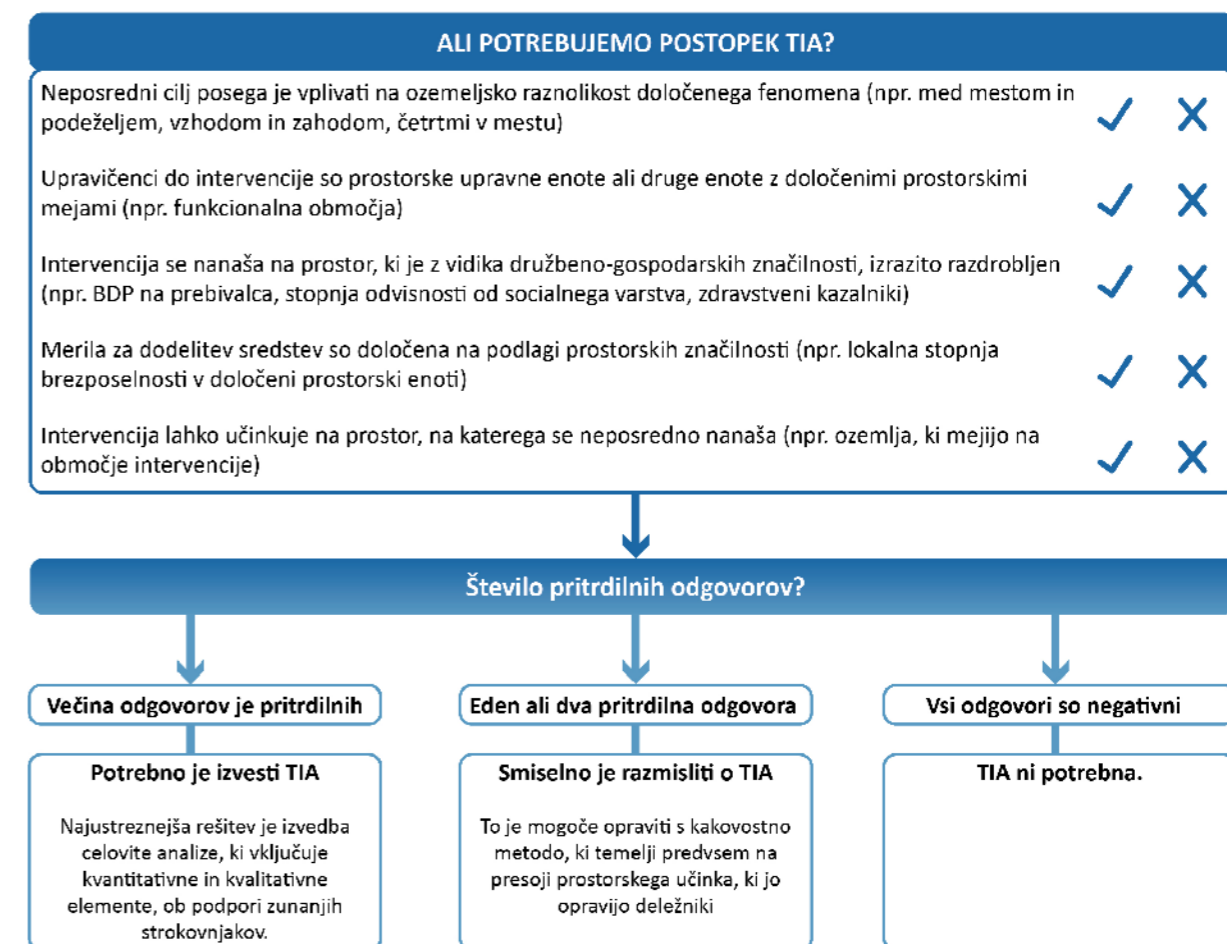 ALI POTREBUJEMO POSTOPEK TIA?
Neposredni cilj posega je vplivati na ozemeljsko raznolikost določenega fenomena (npr. med mestom in
podeželjem, vzhodom in zahodom, četrtmi v mestu)
Upravičenci do intervencije so prostorske upravne enote ali druge enote z določenimi prostorskimi
mejami (npr. funkcionalna območja)
Intervencija se nanaša na prostor, ki je z vidika družbeno-gospodarskih značilnosti, izrazito razdrobljen
(npr. BDP na prebivalca, stopnja odvisnosti od socialnega varstva, zdravstveni kazalniki)
Merila za dodelitev sredstev so določena na podlagi prostorskih značilnosti (npr. lokalna stopnja
brezposelnosti v določeni prostorski enoti)
Intervencija lahko učinkuje na prostor, na katerega se neposredno nanaša (npr. ozemlja, ki mejijo na
območje intervencije)
Število pritrdilnih odgovorov?
Večina odgovorov je pritrdilnih
Potrebno je izvesti TIA
Najustreznejša rešitev je izvedba
celovite analize, ki vključuje
kvantitativne in kvalitativne
elemente, ob podpori zunanjih
strokovnjakov.
Eden ali dva pritrdilna odgovora
Smiselno je razmisliti o TIA
To je mogoče opraviti s kakovostno
metodo, ki temelji predvsem na
presoji prostorskega učinka, ki jo
opravijo deležniki
Vsi odgovori so negativni
TIA ni potrebna.